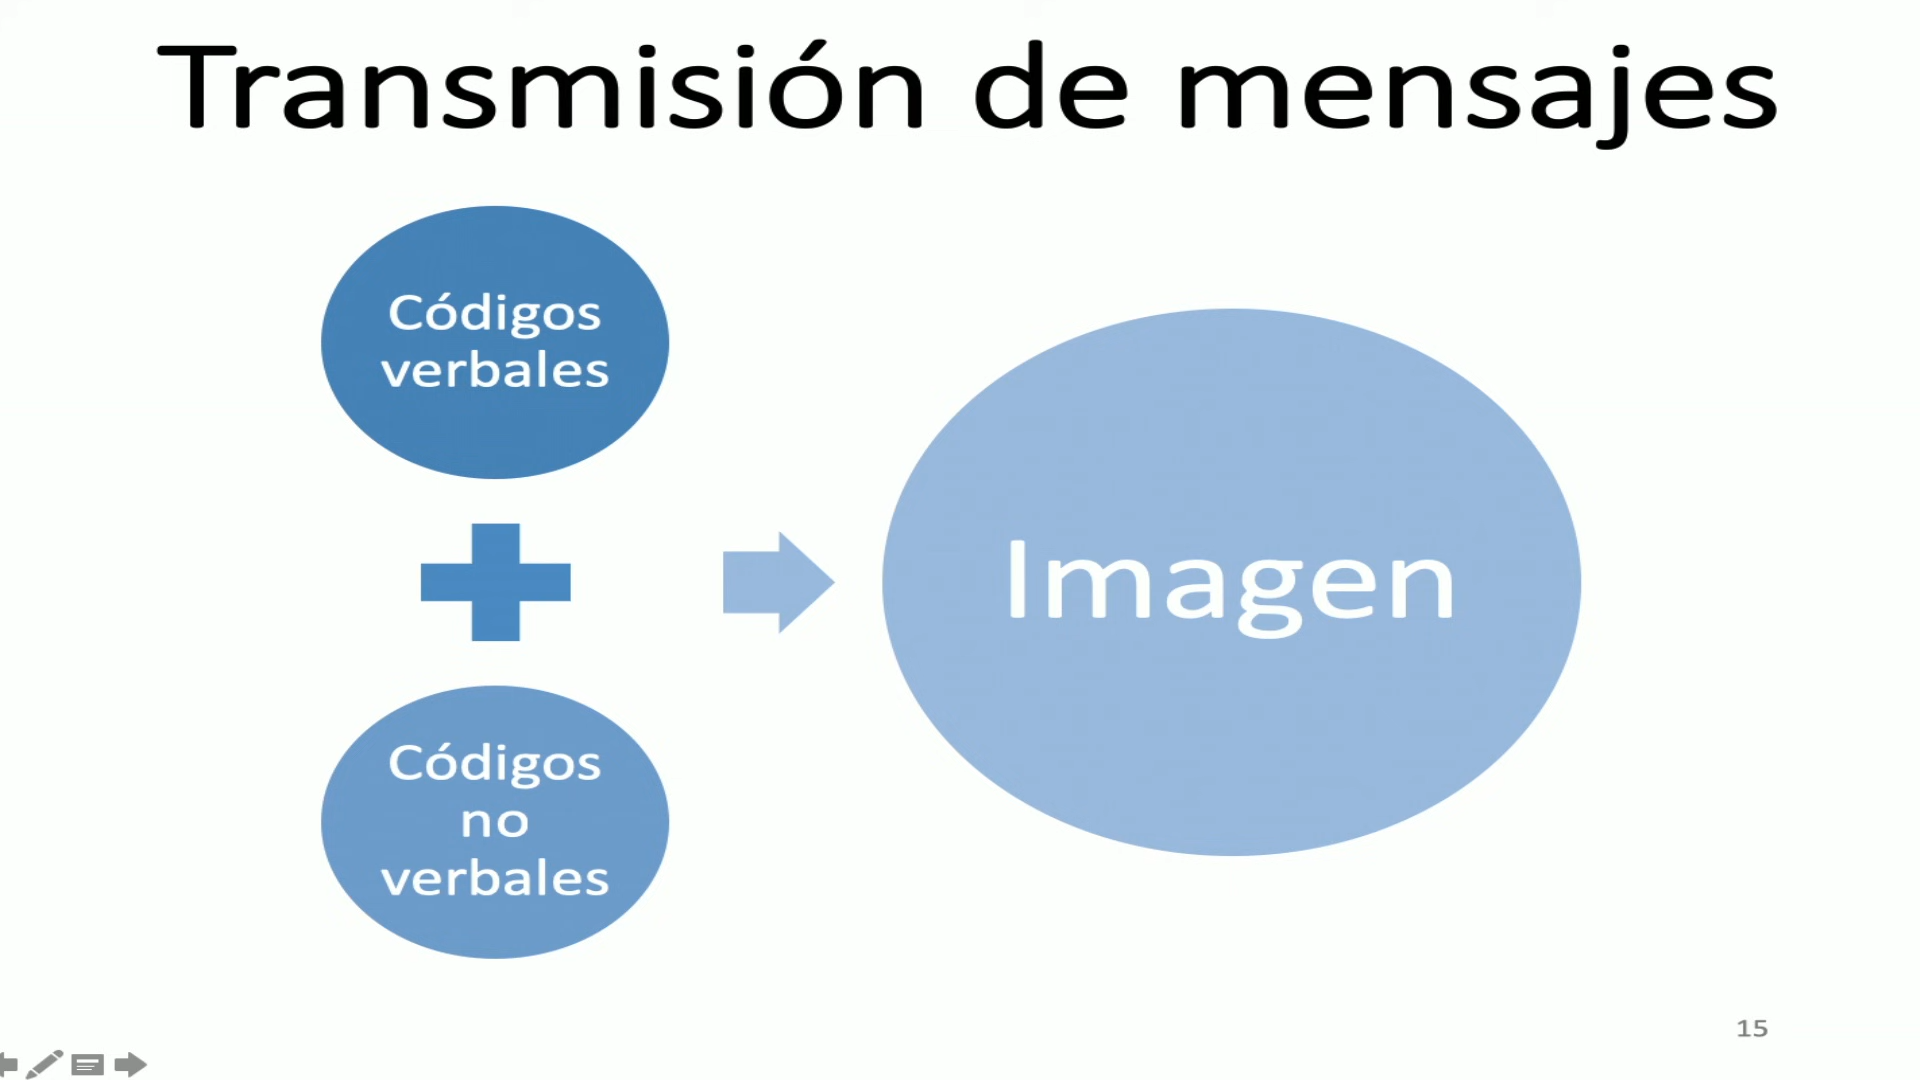 Transmisión de mensajes
Códigos
verbales
Códigos
no
verbales
Imagen
15